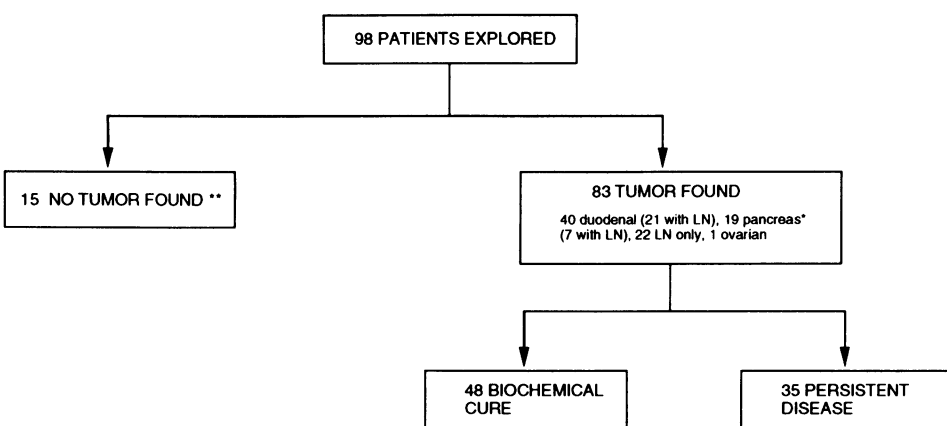 98 PATIENTS EXPLORED
15 NO TUMOR FOUND **
83 TUMOR FOUND
40 duodenal (21 with LN), 19 pancreas*
(7 with LN), 22 LN only, 1 ovarian
48 BIOCHEMICAL
CURE
35 PERSISTENT
DISEASE